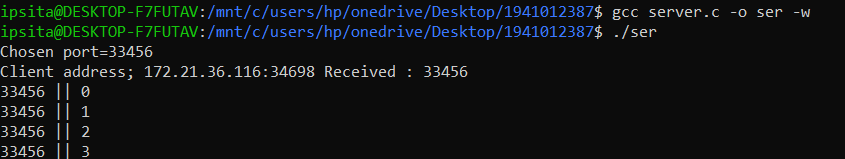 ipsita@DESKTOP-F7FUTAV:/mnt/c/users/hp/onedrive/Desktop/1941012387$ gcc server.c -o ser -w
ipsita@DESKTOP-F7FUTAV:/mnt/c/users/hp/onedrive/Desktop/1941012387$ ./ser
Chosen port=33456
Client address; 172.21.36.116:34698 Received : 33456
33456 || 0
33456 || 1
33456 || 2
33456 || 3